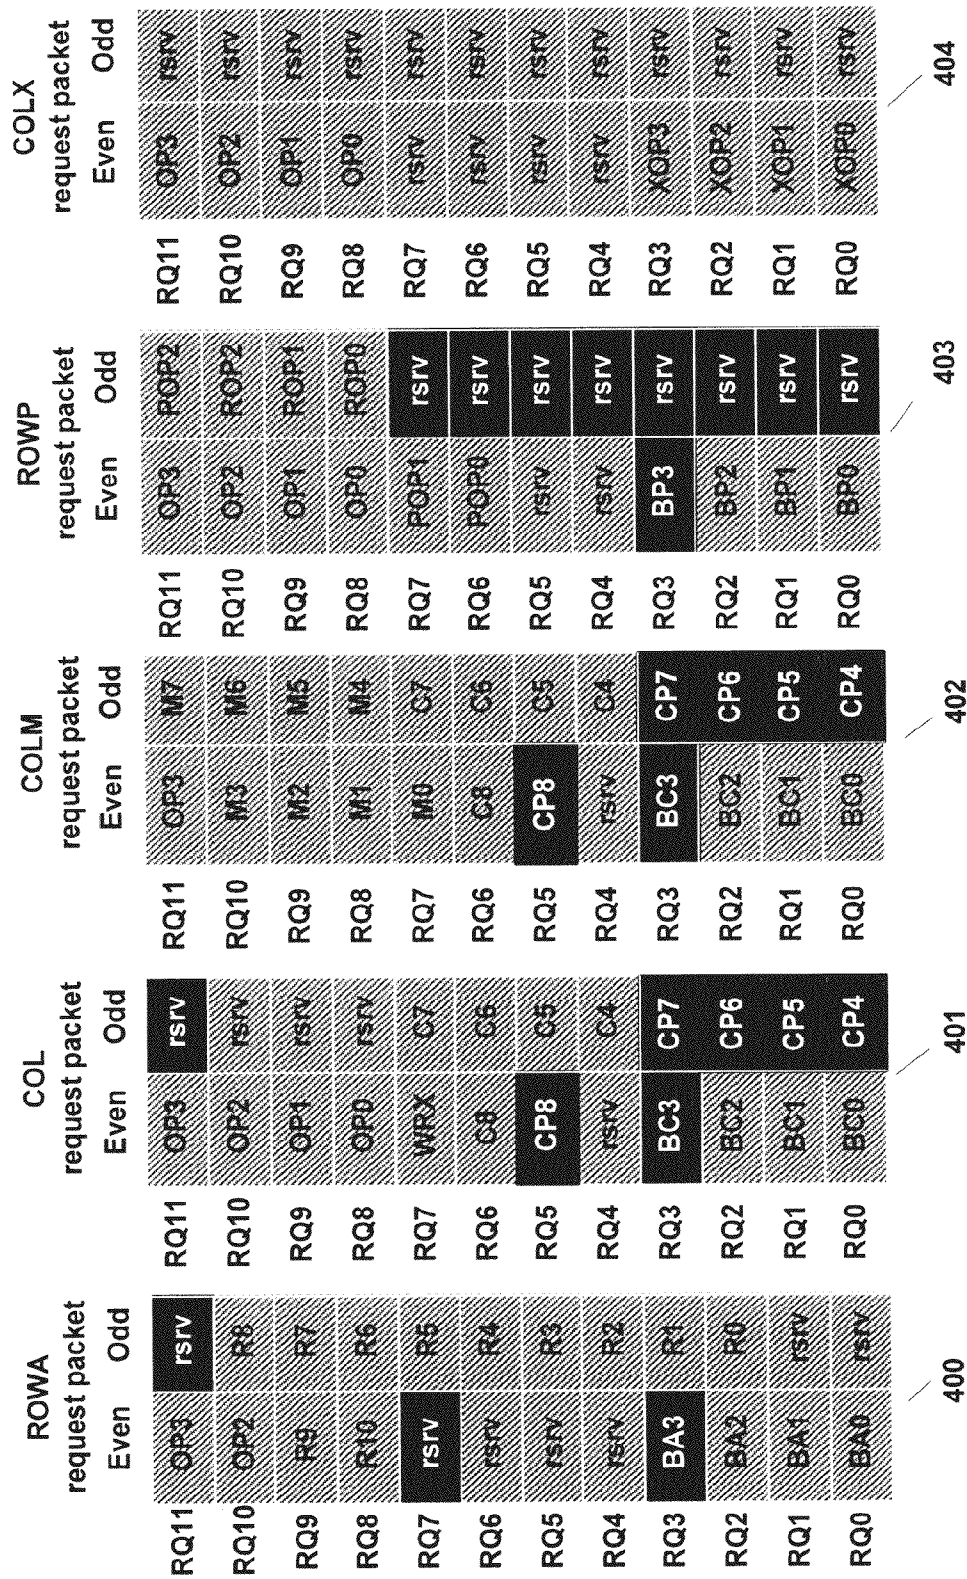 ROWA
request packet
Even Odd
RQ11 OP3 rsrv
RQ10 OP2 R8
RQ9 R9 R7
RQ8 R10 R6
RQ7 rsrv R5
RQ6 rsrv R4
RQ5 rsrv R3
RQ4 rsrv R2
RQ3 BA3 R1
RQ2 BA2 R0
RQ1 BA1 rsrv
RQ0 BA0 rsrv
400
COL
request packet
Even Odd
RQ11 OP3 rsrv
RQ10 OP2 rsrv
RQ9 OP1 rsrv
RQ8 OP0 rsrv
RQ7 WRX C7
RQ6 C8 C6
RQ5 CP8 C5
RQ4 rsrv C4
RQ3 BC3 CP7
RQ2 BC2 CP6
RQ1 BC1 CP5
RQ0 BC0 CP4
401
COLM
request packet
Even Odd
RQ11 OP3 M7
RQ10 M3 M6
RQ9 M2 M5
RQ8 M1 M4
RQ7 M0 C7
RQ6 C8 C6
RQ5 CP8 C5
RQ4 rsrv C4
RQ3 BC3 CP7
RQ2 BC2 CP6
RQ1 BC1 CP5
RQ0 BC0 CP4
402
ROWP
request packet
Even Odd
RQ11 OP3 POP2
RQ10 OP2 ROP2
RQ9 OP1 ROP1
RQ8 OP0 ROP0
RQ7 POP1 rsrv
RQ6 POP0 rsrv
RQ5 rsrv rsrv
RQ4 rsrv rsrv
RQ3 BP3 rsrv
RQ2 BP2 rsrv
RQ1 BP1 rsrv
RQ0 BP0 rsrv
403
COLX
request packet
Even Odd
RQ11 OP3 rsrv
RQ10 OP2 rsrv
RQ9 OP1 rsrv
RQ8 OP0 rsrv
RQ7 rsrv rsrv
RQ6 rsrv rsrv
RQ5 rsrv rsrv
RQ4 rsrv rsrv
RQ3 XOP3 rsrv
RQ2 XOP2 rsrv
RQ1 XOP1 rsrv
RQ0 XOP0 rsrv
404